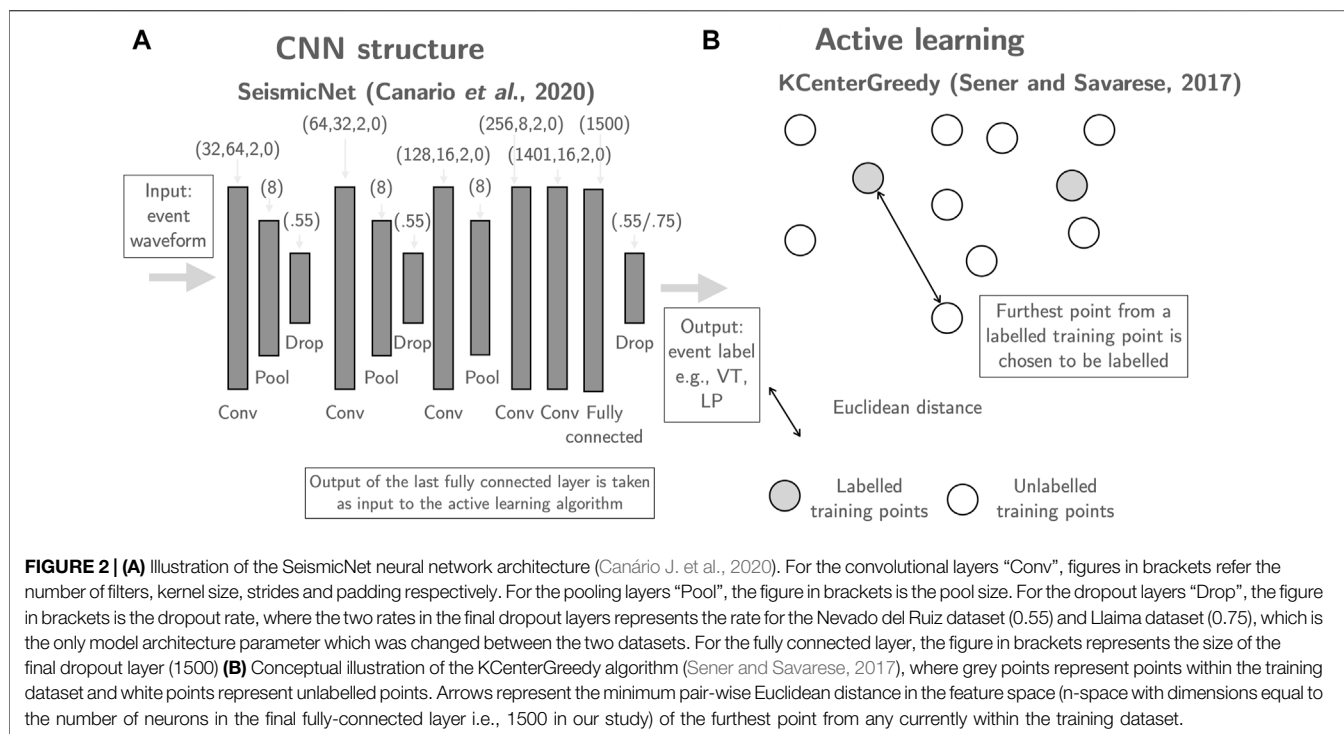 A
CNN structure
SeismicNet (Canario et al., 2020)
(32,64,2,0)
(64,32,2,0)
(128,16,2,0)
(256,8,2,0)
(1401,16,2,0)
(1500)
Input:
event
waveform
(8)
(.55)
(8)
(.55)
(8)
(.55/.75)
Drop
Drop
Drop
Pool
Pool
Pool
Conv
Conv
Conv
Conv
Conv
Fully
connected
Output:
event label
e.g., VT,
LP
Output of the last fully connected layer is taken
as input to the active learning algorithm
B
Active learning
KCenterGreedy (Sener and Savarese, 2017)
Furthest point from a
labelled training point is
chosen to be labelled
Euclidean distance
Labelled
training points
Unlabelled
training points
FIGURE 2 | (A) Illustration of the SeismicNet neural network architecture (Canário J. et al., 2020). For the convolutional layers “Conv”, figures in brackets refer the
number of filters, kernel size, strides and padding respectively. For the pooling layers “Pool”, the figure in brackets is the pool size. For the dropout layers “Drop”, the figure
in brackets is the dropout rate, where the two rates in the final dropout layers represents the rate for the Nevado del Ruiz dataset (0.55) and Llaima dataset (0.75), which is
the only model architecture parameter which was changed between the two datasets. For the fully connected layer, the figure in brackets represents the size of the
final dropout layer (1500) (B) Conceptual illustration of the KCenterGreedy algorithm (Sener and Savarese, 2017), where grey points represent points within the training
dataset and white points represent unlabelled points. Arrows represent the minimum pair-wise Euclidean distance in the feature space (n-space with dimensions equal to
the number of neurons in the final fully-connected layer i.e., 1500 in our study) of the furthest point from any currently within the training dataset.